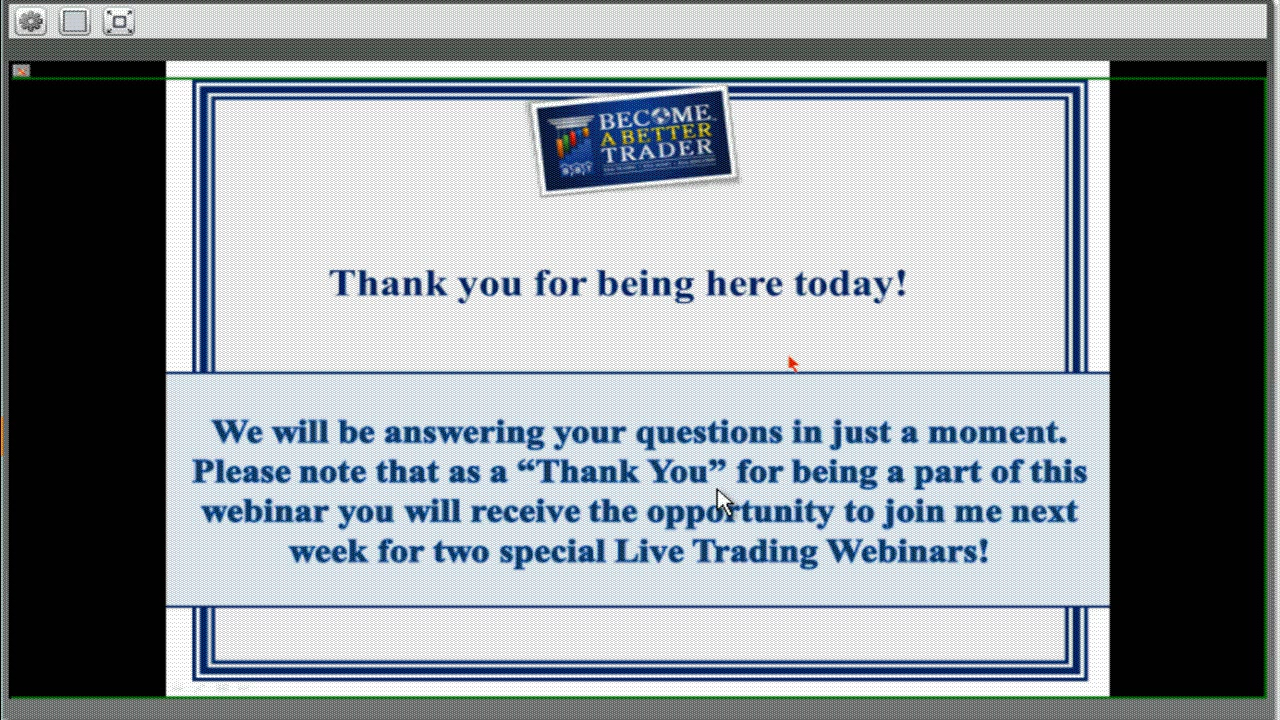 BECOME
A BETTER
TRADER
Thank you for being here today!
We will be answering your questions in just a moment.
Please note that as a “Thank You” for being a part of this
webinar you will receive the opportunity to join me next
week for two special Live Trading Webinars!